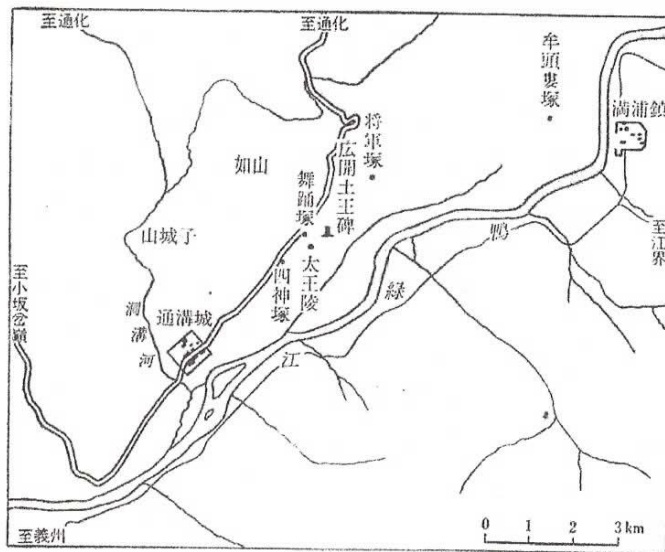 至通化
至通化
牟頭婁塚
満浦鎮
将軍塚
広開土王碑
如山
舞踊塚
山城子
太王陵
四神塚
至江界
鴨
緑
江
至小坂岔嶺
通溝城
洞溝河
至義州
0 1 2 3 km